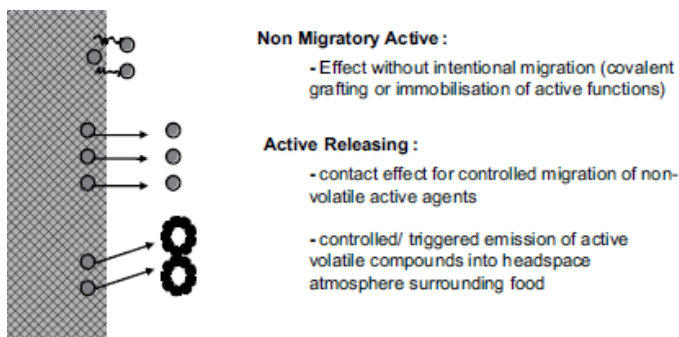 Non Migratory Active :
- Effect without intentional migration (covalent
grafting or immobilisation of active functions)
Active Releasing :
- contact effect for controlled migration of non-
volatile active agents
- controlled/ triggered emission of active
volatile compounds into headspace
atmosphere surrounding food